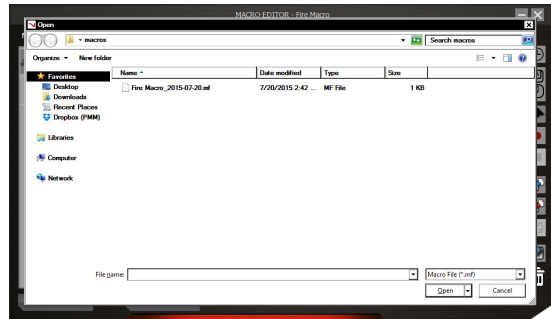 MACRO EDITOR - Fire Macro
Open
macros
Search macros
Organize
New folder
Favorites
Desktop
Downloads
Recent Places
Dropbox (PMM)
Libraries
Computer
Network
Name
Date modified
Type
Size
Fire Macro_2015-07-20.mf
7/20/2015 2:42 ...
MF File
1 KB
File name:
Macro File (*.mf)
Open
Cancel